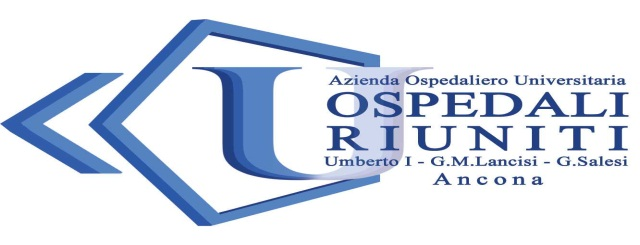 U
Azienda Ospedaliero Universitaria
OSPEDALI
RIUNITI
Umberto I - G.M.Lancisi - G.Salesi
Ancona